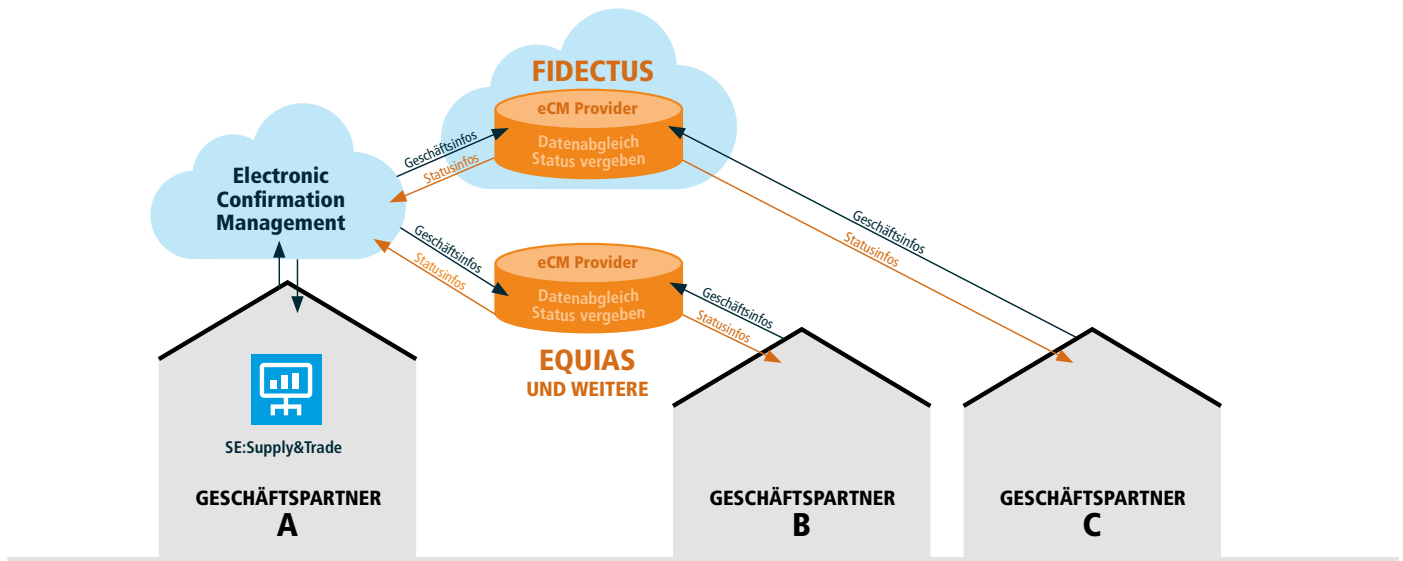 FIDECTUS
eCM Provider
Datenabgleich
Status vergeben
Geschäftsinfos
Statusinfos
Electronic
Confirmation
Management
Geschäftsinfos
Statusinfos
Geschäftsinfos
Statusinfos
eCM Provider
Datenabgleich
Status vergeben
Geschäftsinfos
Statusinfos
EQUIAS
UND WEITERE
SE:Supply&Trade
GESCHÄFTSPARTNER
A
GESCHÄFTSPARTNER
B
GESCHÄFTSPARTNER
C